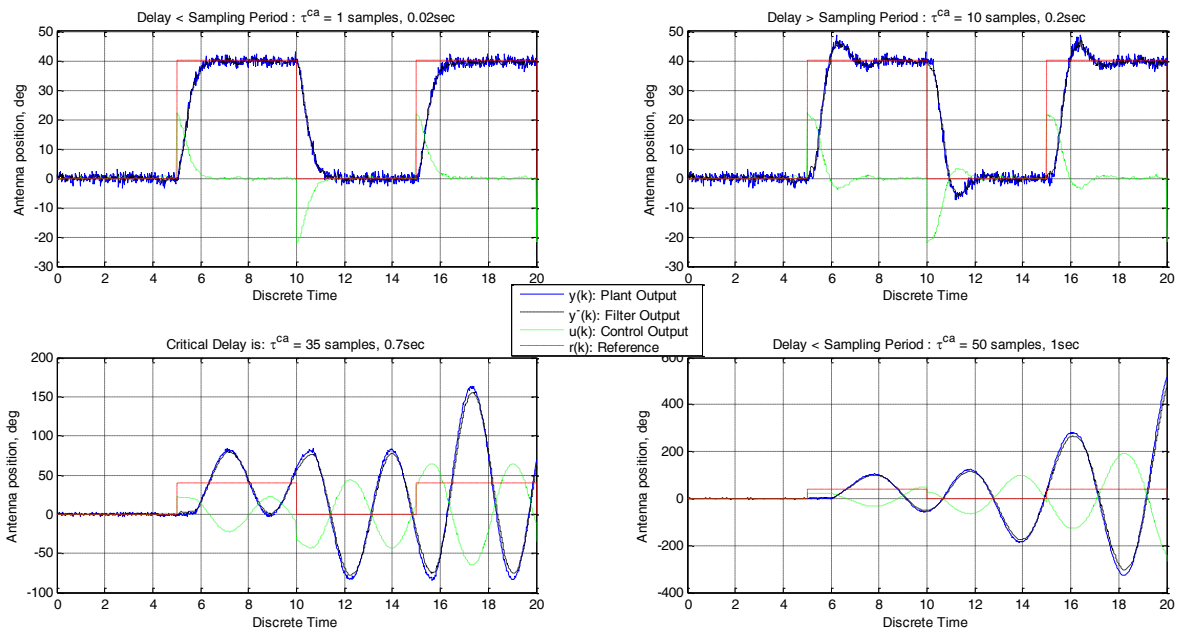 Delay < Sampling Period : τca = 1 samples, 0.02sec
Antenna position, deg
50
40
30
20
10
0
-10
-20
-30
0 2 4 6 8 10 12 14 16 18 20
Discrete Time
Delay > Sampling Period : τca = 10 samples, 0.2sec
Antenna position, deg
50
40
30
20
10
0
-10
-20
-30
0 2 4 6 8 10 12 14 16 18 20
Discrete Time
y(k): Plant Output
y-(k): Filter Output
u(k): Control Output
r(k): Reference
Critical Delay is: τca = 35 samples, 0.7sec
Antenna position, deg
200
150
100
50
0
-50
-100
0 2 4 6 8 10 12 14 16 18 20
Discrete Time
Delay < Sampling Period : τca = 50 samples, 1sec
Antenna position, deg
600
400
200
0
-200
-400
0 2 4 6 8 10 12 14 16 18 20
Discrete Time